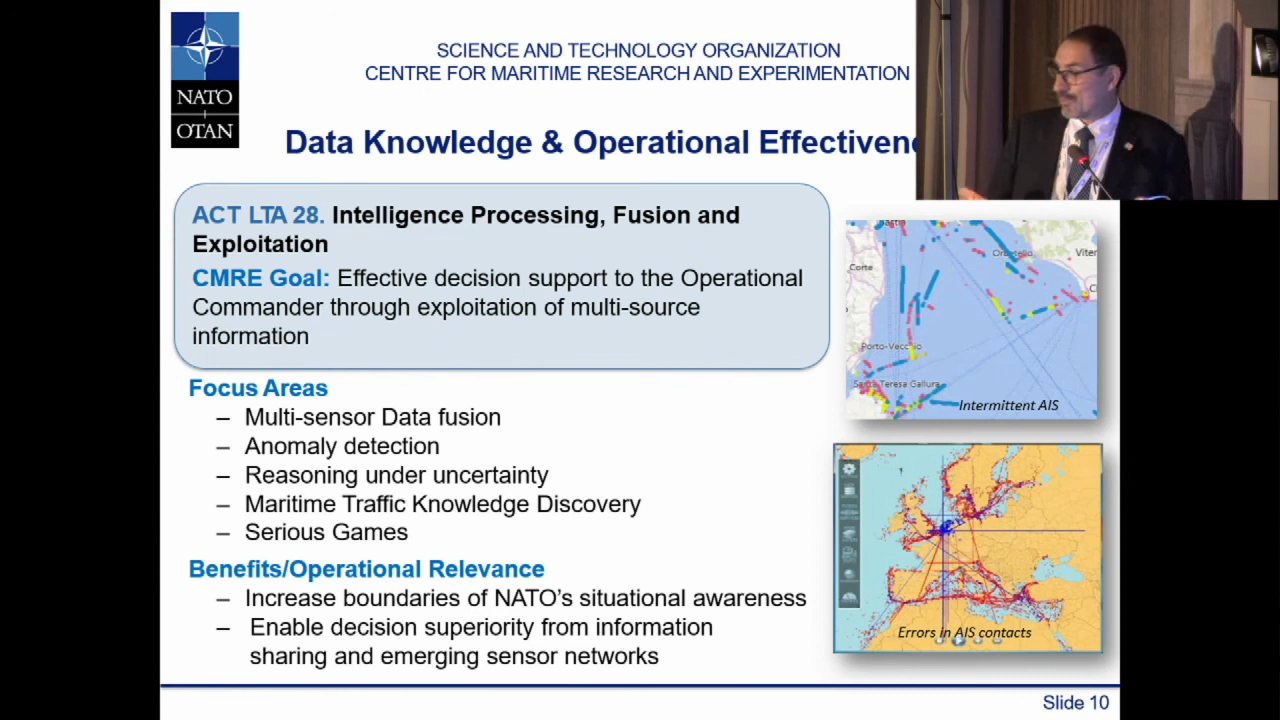 NATO
OTAN
SCIENCE AND TECHNOLOGY ORGANIZATION
CENTRE FOR MARITIME RESEARCH AND EXPERIMENTATION
Data Knowledge & Operational
ACT LTA 28. Intelligence Processing, Fusion and
Exploitation
CMRE Goal: Effective decision support to the Operational
Commander through exploitation of multi-source
information
Focus Areas
– Multi-sensor Data fusion
– Anomaly detection
– Reasoning under uncertainty
– Maritime Traffic Knowledge Discovery
– Serious Games
Benefits/Operational Relevance
– Increase boundaries of NATO's situational awareness
– Enable decision superiority from information
sharing and emerging sensor networks
Corte
Orbetello
Porto-Vecchio
Santa Teresa Gallura
Intermittent AIS
Errors in AIS contacts
Slide 10